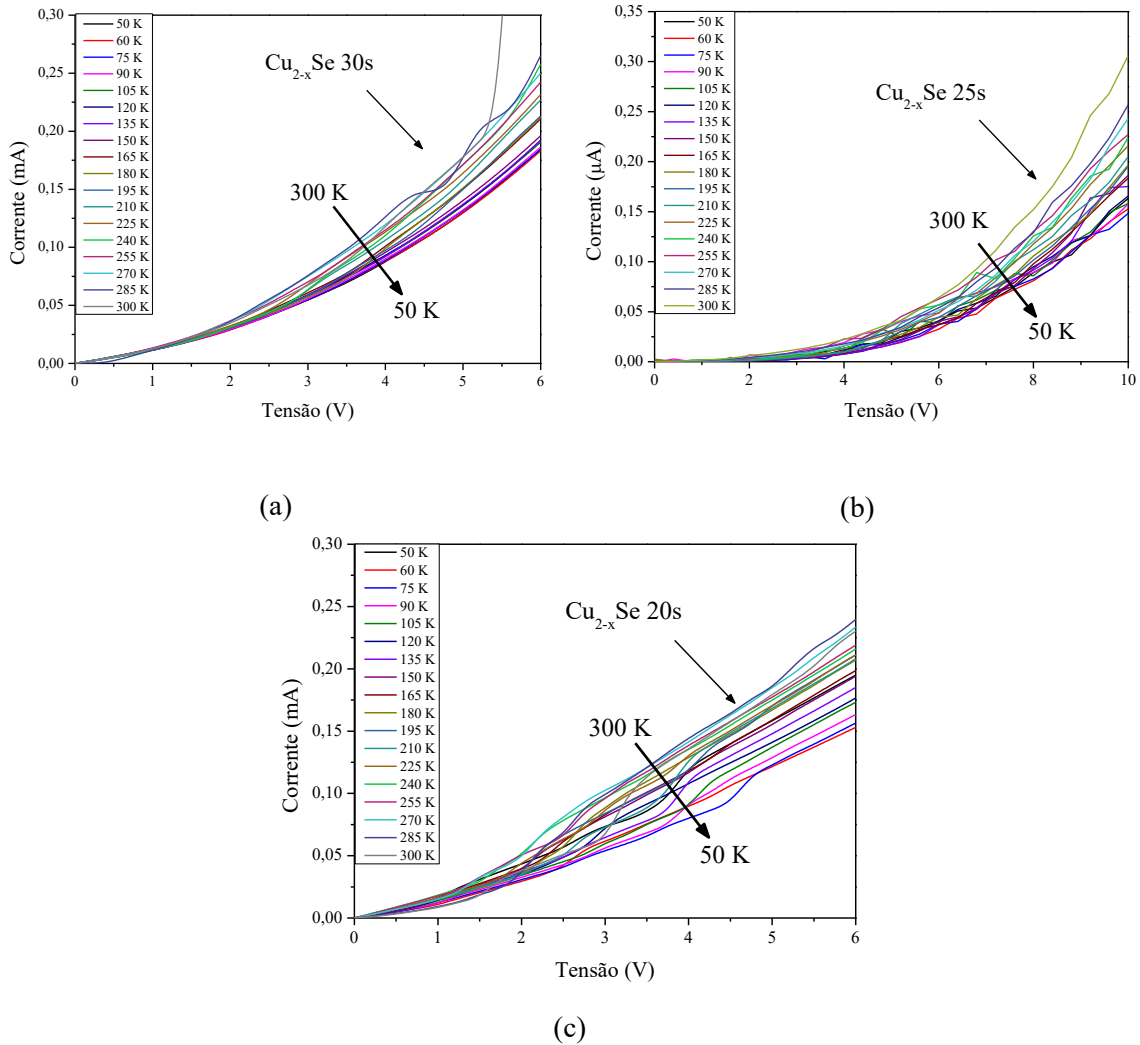 0,30
0,25
0,20
0,15
0,10
0,05
0,00
Corrente (mA)
50 K
60 K
75 K
90 K
105 K
120 K
135 K
150 K
165 K
180 K
195 K
210 K
225 K
240 K
255 K
270 K
285 K
300 K
Cu2-xSe 30s
300 K
50 K
0 1 2 3 4 5 6
Tensão (V)
(a)
0,35
0,30
0,25
0,20
0,15
0,10
0,05
0,00
Corrente (μA)
50 K
60 K
75 K
90 K
105 K
120 K
135 K
150 K
165 K
180 K
195 K
210 K
225 K
240 K
255 K
270 K
285 K
300 K
Cu2-xSe 25s
300 K
50 K
0 2 4 6 8 10
Tensão (V)
(b)
0,30
0,25
0,20
0,15
0,10
0,05
0,00
Corrente (mA)
50 K
60 K
75 K
90 K
105 K
120 K
135 K
150 K
165 K
180 K
195 K
210 K
225 K
240 K
255 K
270 K
285 K
300 K
Cu2-xSe 20s
300 K
50 K
0 1 2 3 4 5 6
Tensão (V)
(c)